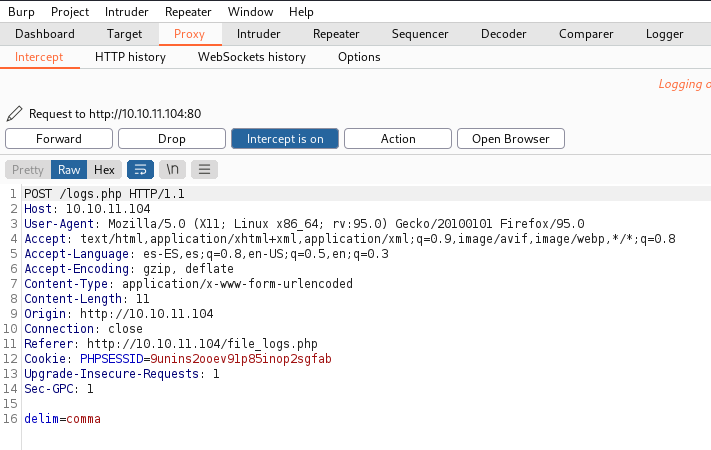 Burp Project Intruder Repeater Window Help
Dashboard Target Proxy Intruder Repeater Sequencer Decoder Comparer Logger
Intercept HTTP history WebSockets history Options
Logging
Request to http://10.10.11.104:80
Forward Drop Intercept is on Action Open Browser
Pretty Raw Hex \n
1 POST /logs.php HTTP/1.1
2 Host: 10.10.11.104
3 User-Agent: Mozilla/5.0 (X11; Linux x86_64; rv:95.0) Gecko/20100101 Firefox/95.0
4 Accept: text/html,application/xhtml+xml,application/xml;q=0.9,image/avif,image/webp,*/*;q=0.8
5 Accept-Language: es-ES,es;q=0.8,en-US;q=0.5,en;q=0.3
6 Accept-Encoding: gzip, deflate
7 Content-Type: application/x-www-form-urlencoded
8 Content-Length: 11
9 Origin: http://10.10.11.104
10 Connection: close
11 Referer: http://10.10.11.104/file_logs.php
12 Cookie: PHPSESSID=9unins2ooev91p85inop2sgfab
13 Upgrade-Insecure-Requests: 1
14 Sec-GPC: 1
15
16 delim=comma